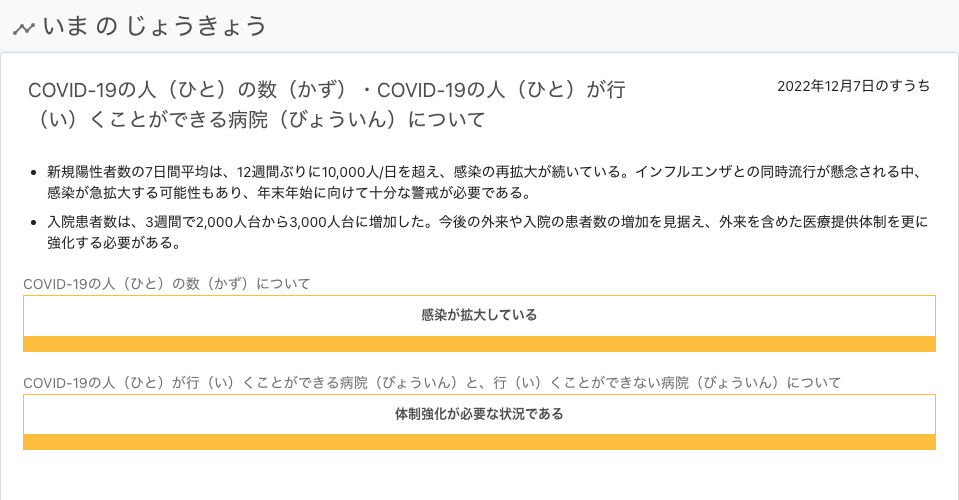 いま の じょうきょう
COVID-19の人（ひと）の数（かず）・COVID-19の人（ひと）が行
（い）くことができる病院（びょういん）について
2022年12月7日のすうち
• 新規陽性者数の7日間平均は、12週間ぶりに10,000人/日を超え、感染の再拡大が続いている。インフルエンザとの同時流行が懸念される中、
感染が急拡大する可能性もあり、年末年始に向けて十分な警戒が必要である。
• 入院患者数は、3週間で2,000人台から3,000人台に増加した。今後の外来や入院の患者数の増加を見据え、外来を含めた医療提供体制を更に
強化する必要がある。
COVID-19の人（ひと）の数（かず）について
感染が拡大している
COVID-19の人（ひと）が行（い）くことができる病院（びょういん）と、行（い）くことができない病院（びょういん）について
体制強化が必要な状況である